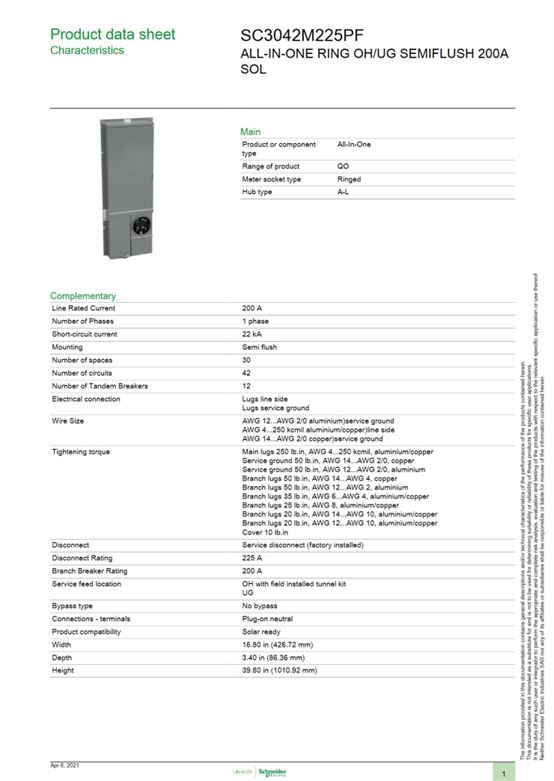 Product data sheet
Characteristics
SC3042M225PF
ALL-IN-ONE RING OH/UG SEMIFLUSH 200A
SOL
Main
Product or component type All-In-One
Range of product QO
Meter socket type Ringed
Hub type A-L
Complementary
Line Rated Current 200 A
Number of Phases 1 phase
Short-circuit current 22 kA
Mounting Semi flush
Number of spaces 30
Number of circuits 42
Number of Tandem Breakers 12
Electrical connection Lugs line side
Lugs service ground
Wire Size AWG 12...AWG 2/0 aluminium)service ground
AWG 4...250 kcmil aluminium/copper)line side
AWG 14...AWG 2/0 copper)service ground
Tightening torque Main lugs 250 lb.in, AWG 4...250 kcmil, aluminium/copper
Service ground 50 lb.in, AWG 14...AWG 2/0, copper
Service ground 50 lb.in, AWG 12...AWG 2/0, aluminium
Branch lugs 50 lb.in, AWG 14...AWG 4, copper
Branch lugs 50 lb.in, AWG 12...AWG 2, aluminium
Branch lugs 35 lb.in, AWG 6...AWG 4, aluminium/copper
Branch lugs 25 lb.in, AWG 8, aluminium/copper
Branch lugs 20 lb.in, AWG 14...AWG 10, aluminium/copper
Branch lugs 20 lb.in, AWG 12...AWG 10, aluminium/copper
Cover 10 lb.in
Disconnect Service disconnect (factory installed)
Disconnect Rating 225 A
Branch Breaker Rating 200 A
Service feed location OH with field installed tunnel kit
UG
Bypass type No bypass
Connections - terminals Plug-on neutral
Product compatibility Solar ready
Width 16.80 in (426.72 mm)
Depth 3.40 in (86.36 mm)
Height 39.80 in (1010.92 mm)
The information provided in this documentation contains general descriptions and/or technical characteristics of the performance of the products contained herein.
This documentation is not intended as a substitute for and is not to be used for determining suitability or reliability of these products for specific user applications.
It is the duty of any such user or integrator to perform the appropriate and complete risk analysis, evaluation and testing of the products with respect to the relevant specific application or use thereof.
Neither Schneider Electric Industries SAS nor any of its affiliates or subsidiaries shall be responsible or liable for misuse of the information contained herein.
Apr 6, 2021
Life Is On Schneider Electric
1